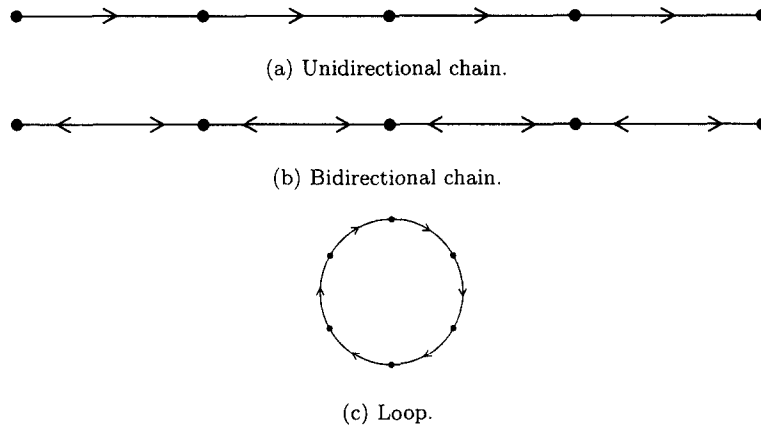 (a) Unidirectional chain.
(b) Bidirectional chain.
(c) Loop.